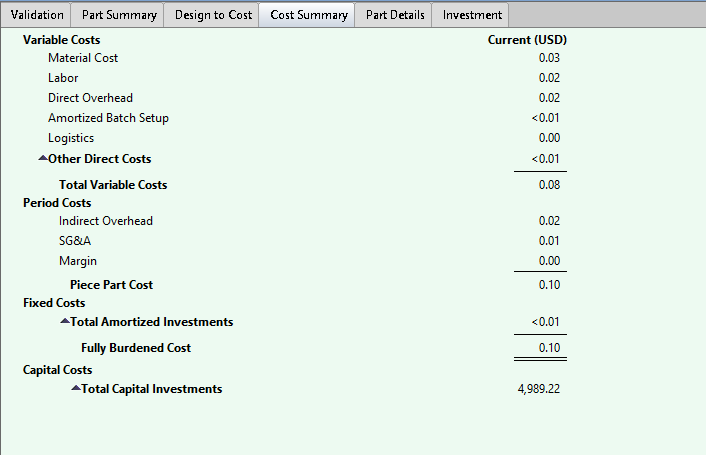 Validation Part Summary Design to Cost Cost Summary Part Details Investment
Variable Costs Current (USD)
Material Cost 0.03
Labor 0.02
Direct Overhead 0.02
Amortized Batch Setup <0.01
Logistics 0.00
Other Direct Costs <0.01
Total Variable Costs 0.08
Period Costs
Indirect Overhead 0.02
SG&A 0.01
Margin 0.00
Piece Part Cost 0.10
Fixed Costs
Total Amortized Investments <0.01
Fully Burdened Cost 0.10
Capital Costs
Total Capital Investments 4,989.22